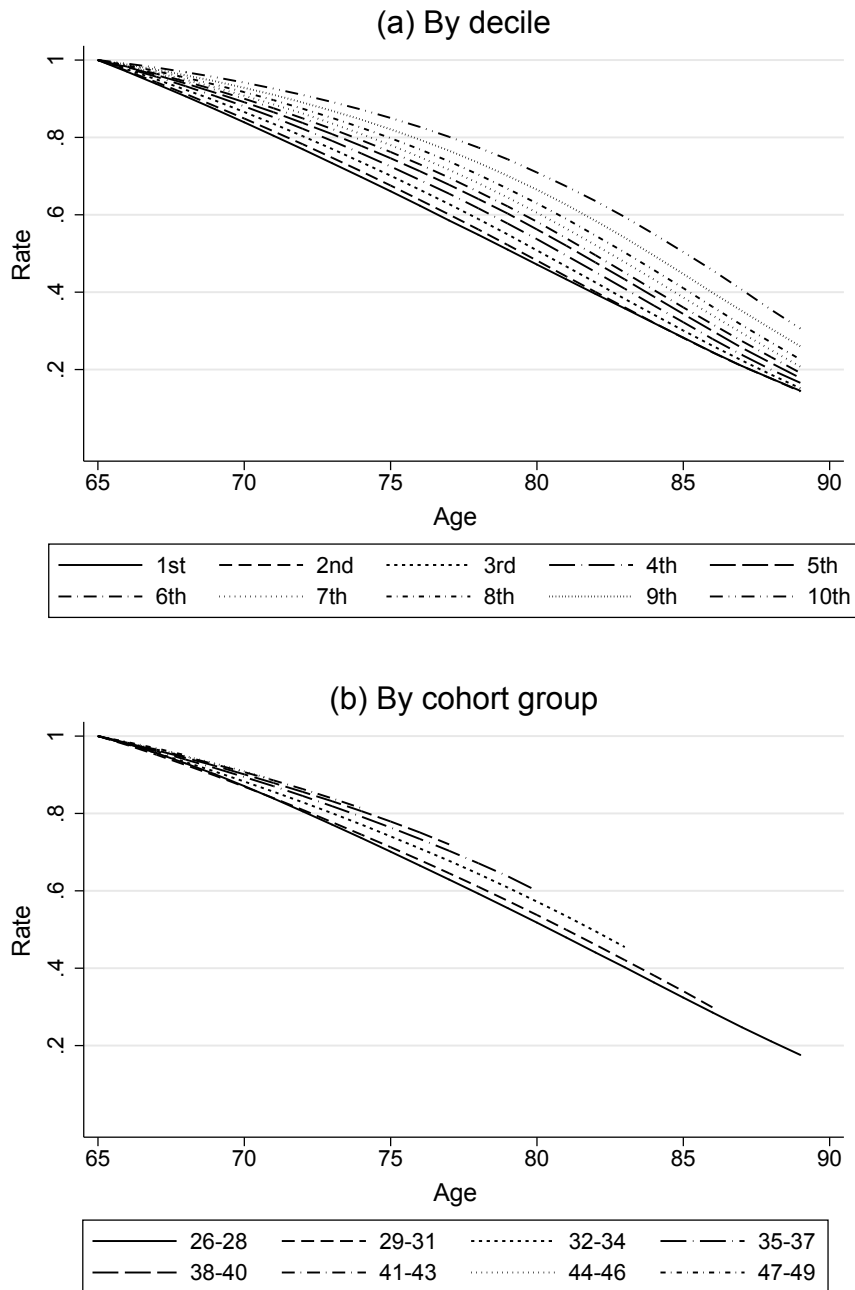 (a) By decile
1
.8
.6
.4
.2
Rate
65 70 75 80 85 90
Age
1st 2nd 3rd 4th 5th
6th 7th 8th 9th 10th
(b) By cohort group
1
.8
.6
.4
.2
Rate
65 70 75 80 85 90
Age
26-28 29-31 32-34 35-37
38-40 41-43 44-46 47-49